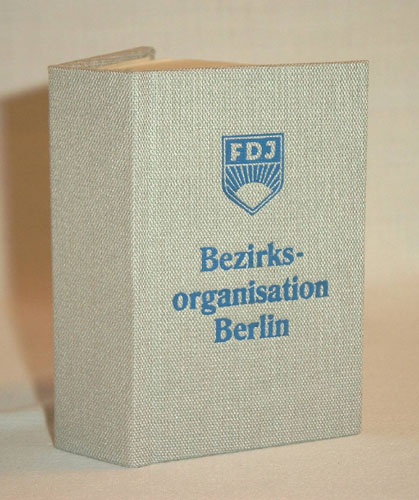 FDJ
Bezirks-
organisation
Berlin